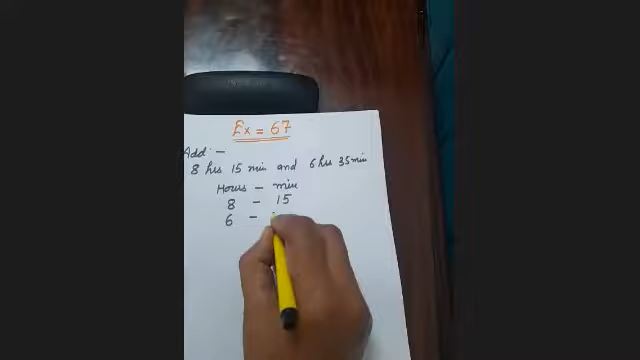 Ex = 67
Add :-
8 hrs 15 min and 6 hrs 35 min
Hours - min
8 - 15
6 -